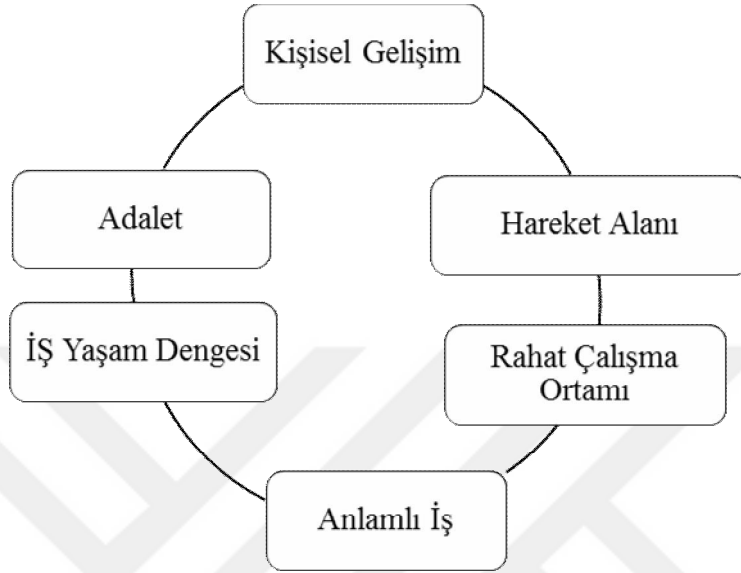 Kişisel Gelişim
Adalet
Hareket Alanı
İŞ Yaşam Dengesi
Rahat Çalışma
Ortamı
Anlamlı İş